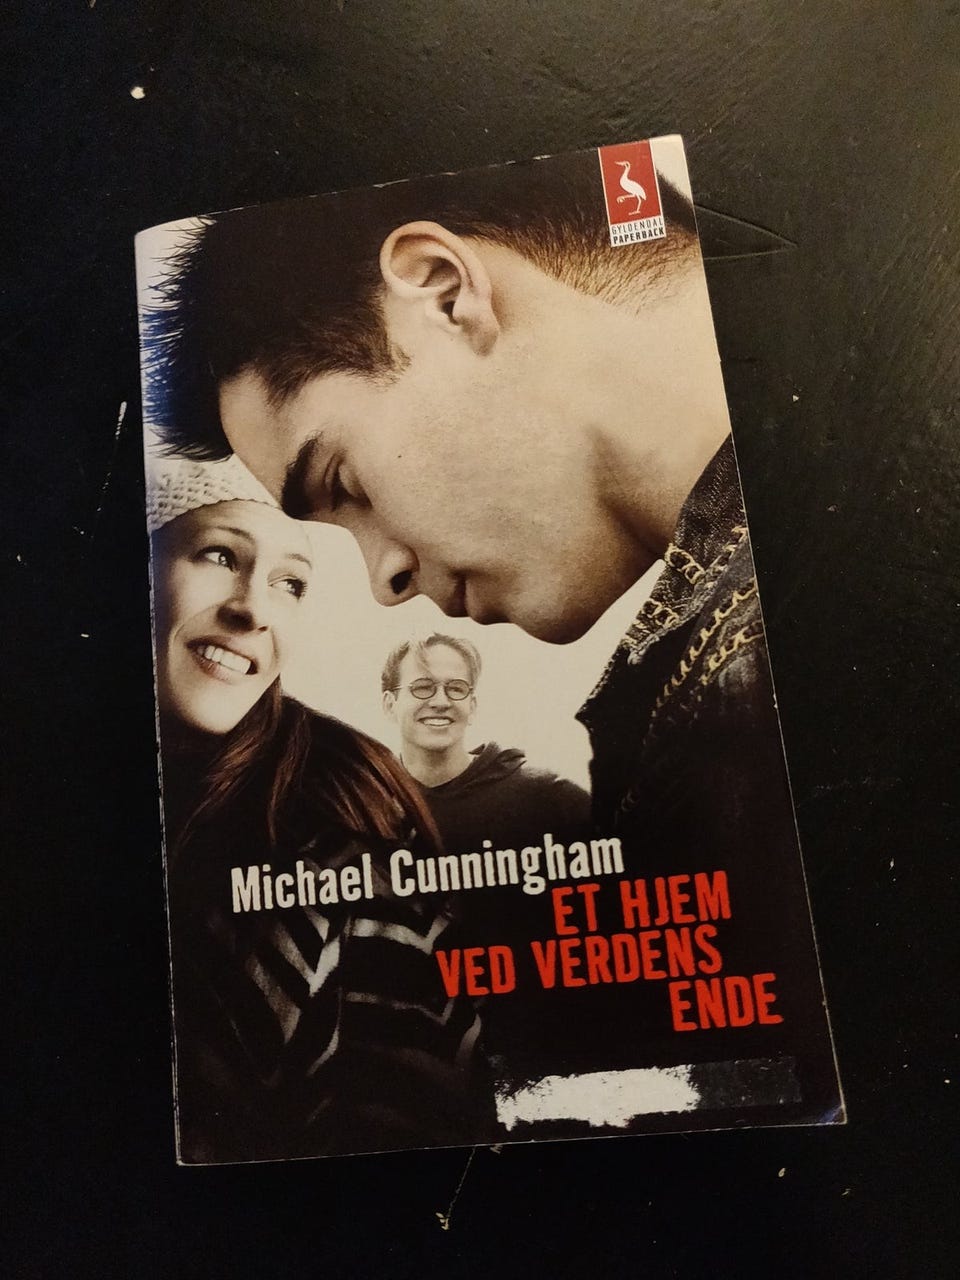 GYLDENDAL
PAPERBACK
Michael Cunningham
ET HJEM
VED VERDENS
ENDE